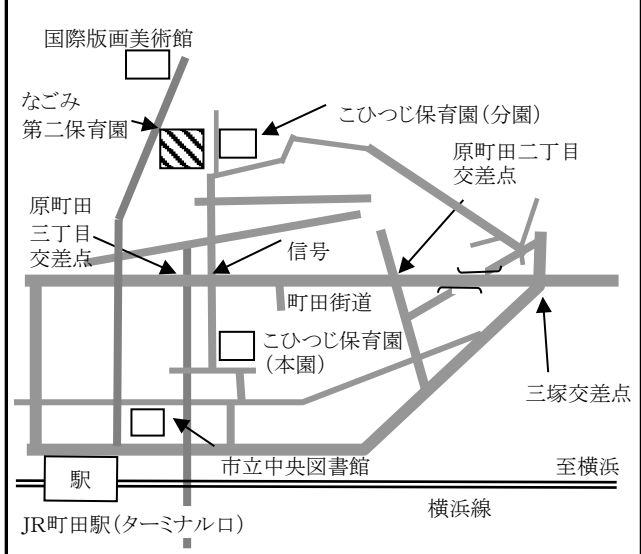 国際版画美術館
なごみ
第二保育園
こひつじ保育園(分園)
原町田二丁目
交差点
原町田
三丁目
交差点
信号
町田街道
こひつじ保育園
(本園)
三塚交差点
市立中央図書館
至横浜
駅
横浜線
JR町田駅(ターミナル口)